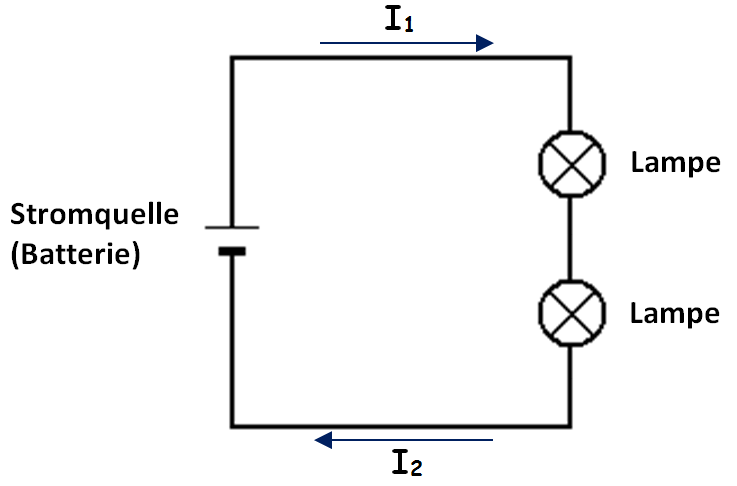 I₁
Lampe
Stromquelle
(Batterie)
Lampe
I₂